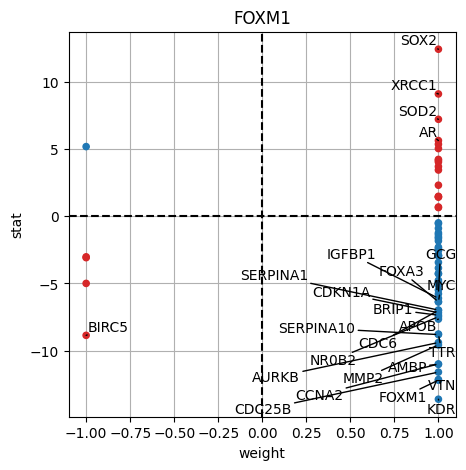 FOXM1
SOX2
XRCC1
SOD2
AR
IGFBP1
GCG
SERPINA1
FOXA3
CDKN1A
MYC
BRIP1
SERPINA10
APOB
CDC6
NR0B2
TTR
AURKB
MMP2
AMBP
CCNA2
VTN
CDC25B
FOXM1
KDR
BIRC5
stat
10
5
0
−5
−10
−1.00
−0.75
−0.50
−0.25
0.00
0.25
0.50
0.75
1.00
weight